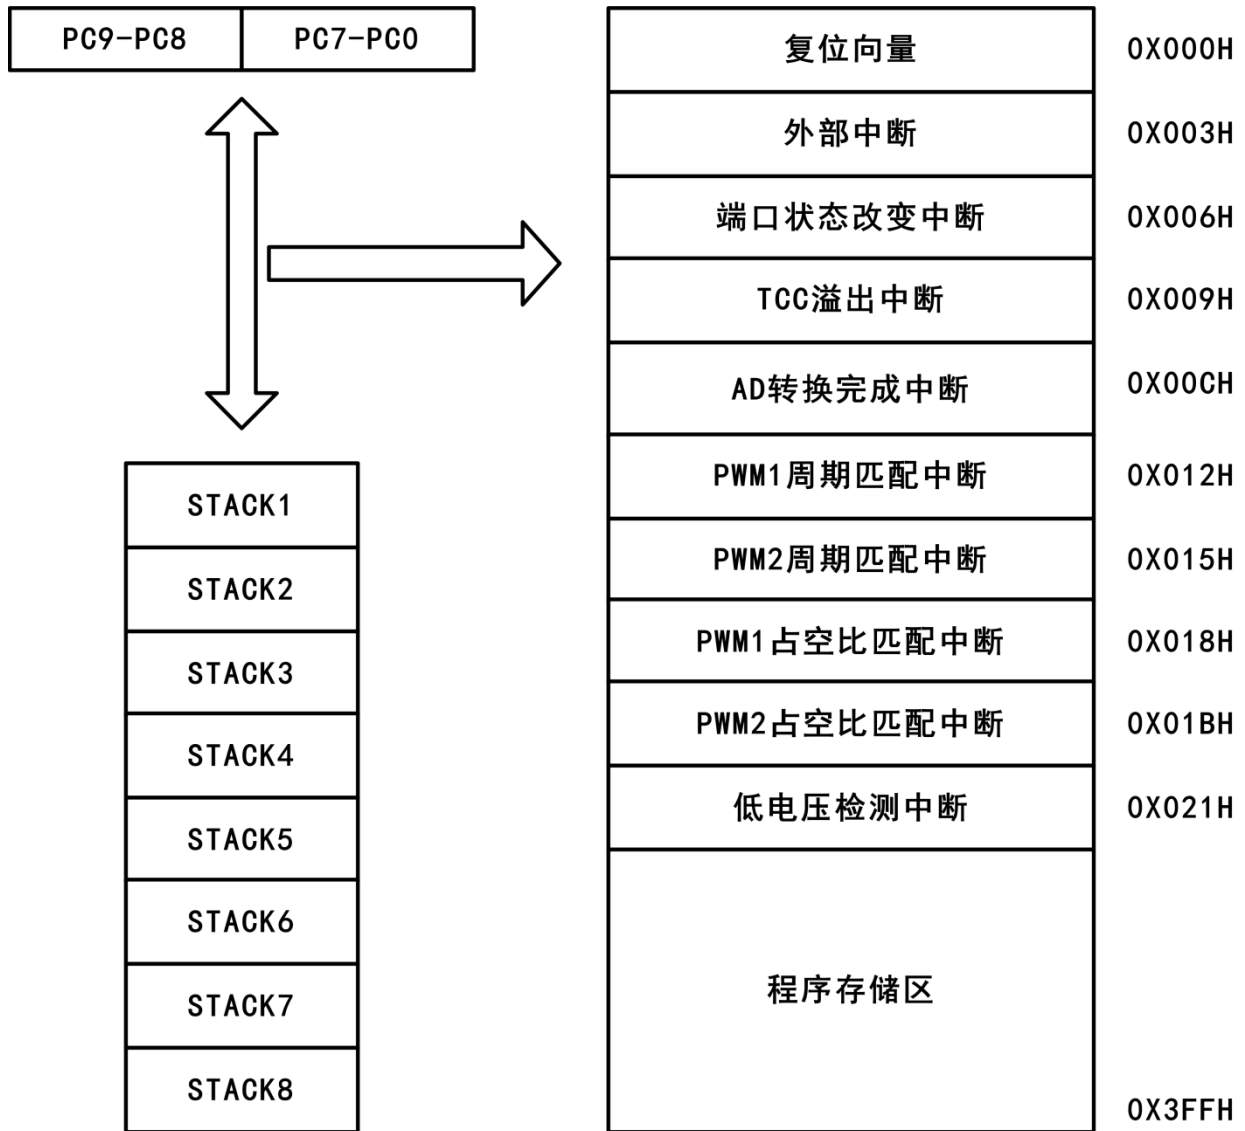 PC9-PC8 PC7-PC0
复位向量 0X000H
外部中断 0X003H
端口状态改变中断 0X006H
TCC溢出中断 0X009H
AD转换完成中断 0X00CH
PWM1周期匹配中断 0X012H
PWM2周期匹配中断 0X015H
PWM1占空比匹配中断 0X018H
PWM2占空比匹配中断 0X01BH
低电压检测中断 0X021H
程序存储区
0X3FFH
STACK1
STACK2
STACK3
STACK4
STACK5
STACK6
STACK7
STACK8